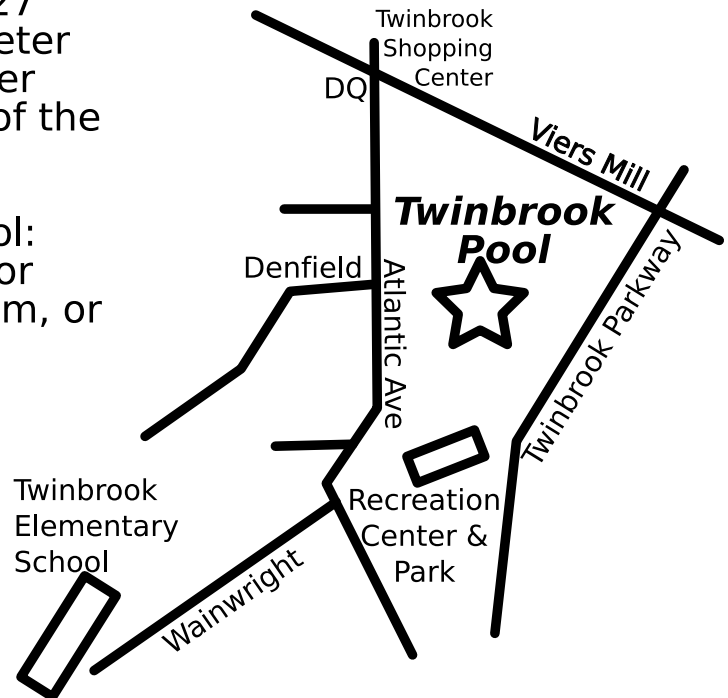 27
eter
er
of the
ol:
or
m, or
Twinbrook
Shopping
Center
DQ
Viers Mill
Twinbrook
Pool
Denfield
Atlantic Ave
Twinbrook Parkway
Recreation
Center &
Park
Twinbrook
Elementary
School
Wainwright